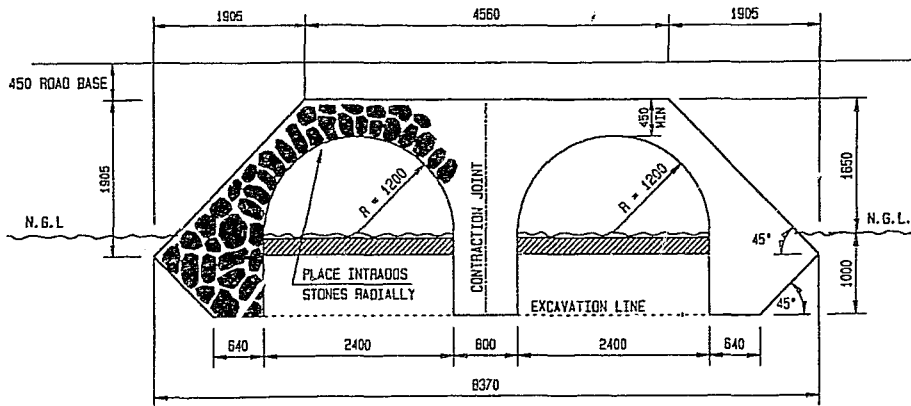 1905
4560
1905
450 ROAD BASE
450
MIN
1905
1650
CONTRACTION JOINT
R = 1200
R = 1200
N.G.L
N.G.L.
45°
PLACE INTRADOS
STONES RADIALLY
EXCAVATION LINE
45°
1000
640
2400
800
2400
640
8370